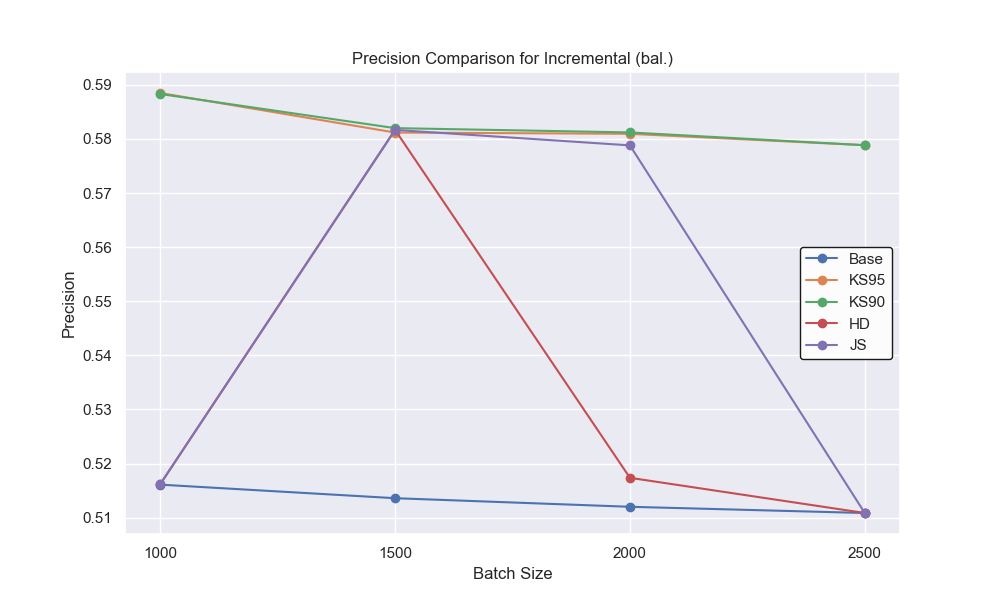 Precision Comparison for Incremental (bal.)
0.59
0.58
0.57
0.56
0.55
0.54
0.53
0.52
0.51
Precision
1000 1500 2000 2500
Batch Size
Base
KS95
KS90
HD
JS